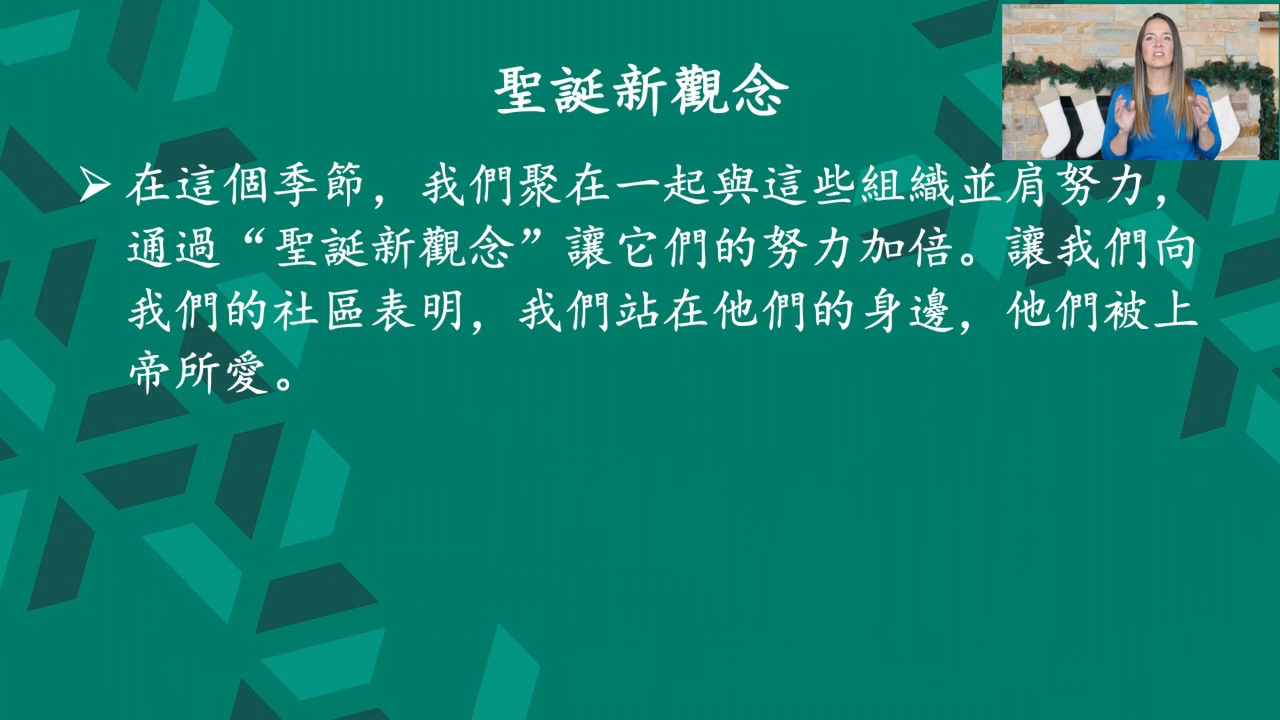 聖誕新觀念
➢ 在這個季節，我們聚在一起與這些組織並肩努力，
通過“聖誕新觀念”讓它們的努力加倍。讓我們向
我們的社區表明，我們站在他們的身邊，他們被上
帝所愛。